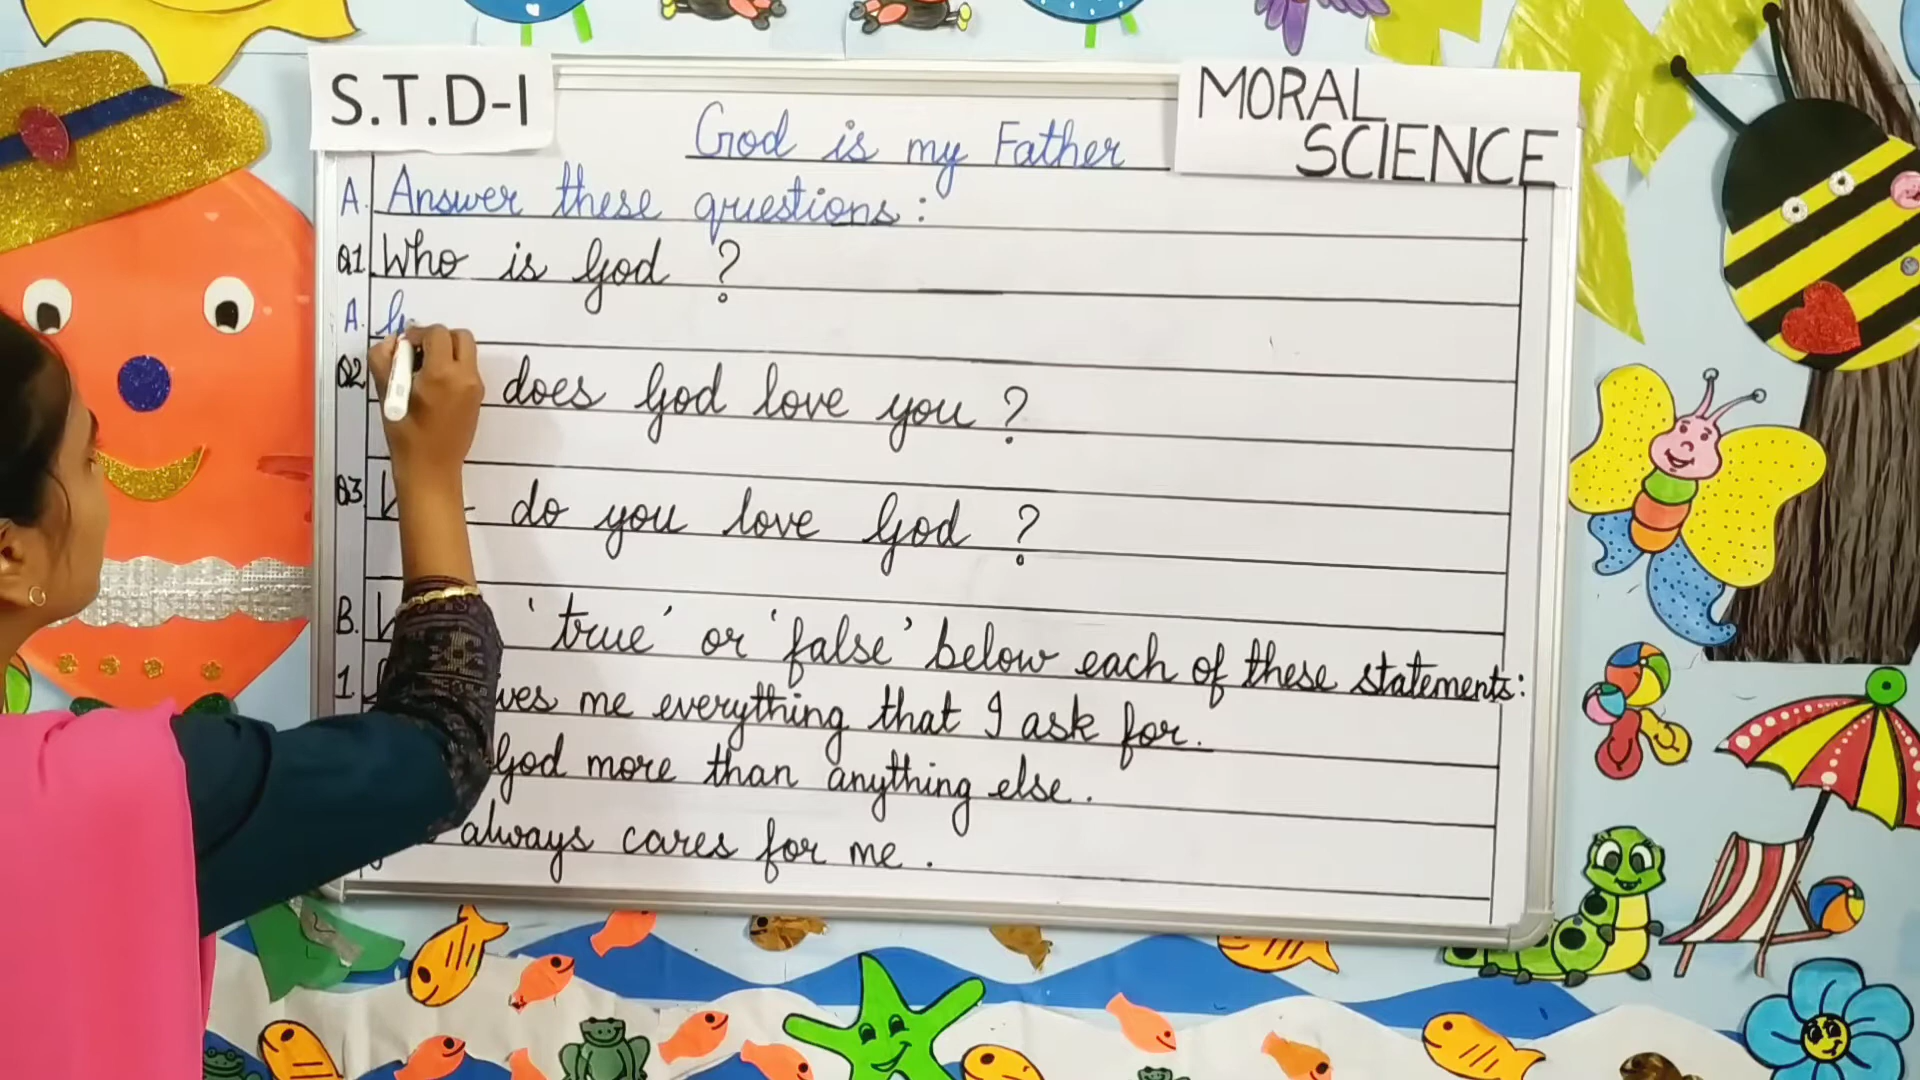 S.T.D-I
MORAL
SCIENCE
God is my Father
A. Answer these questions:
Q1 Who is God ?
A.
Q2 does God love you ?
Q3 do you love God ?
B. 'true' or 'false' below each of these statements:
1 me everything that I ask for.
God more than anything else.
always cares for me.